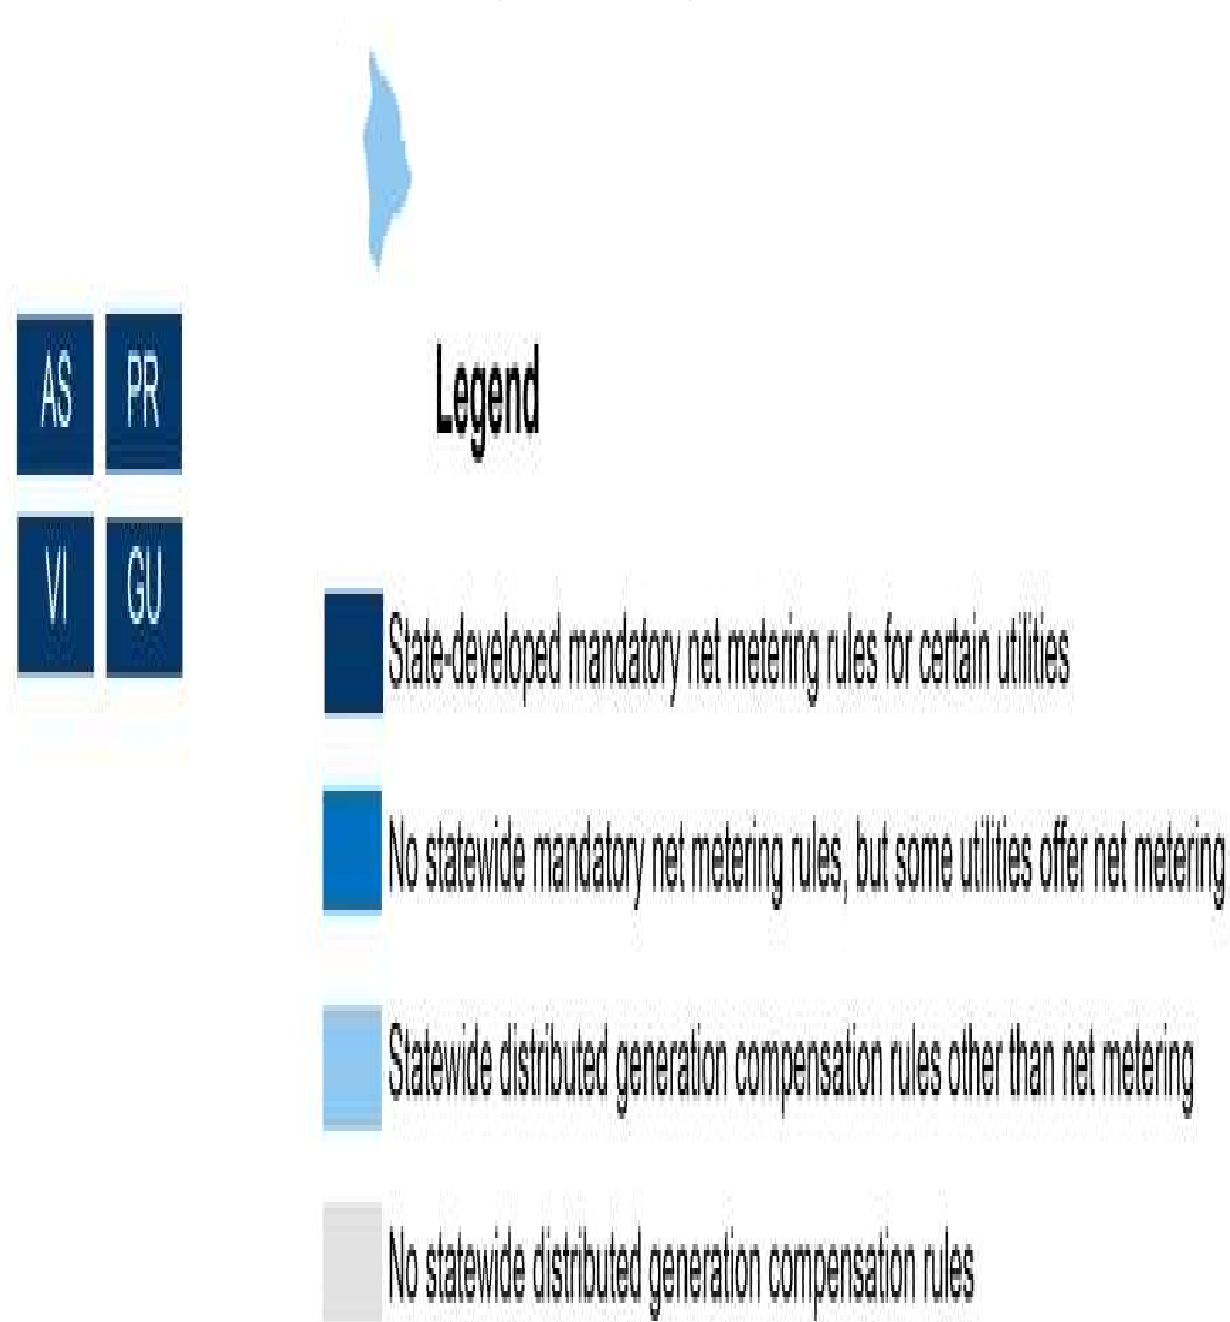 AS PR
VI GU
Legend
State-developed mandatory net metering rules for certain utilities
No statewide mandatory net metering rules, but some utilities offer net metering
Statewide distributed generation compensation rules other than net metering
No statewide distributed generation compensation rules